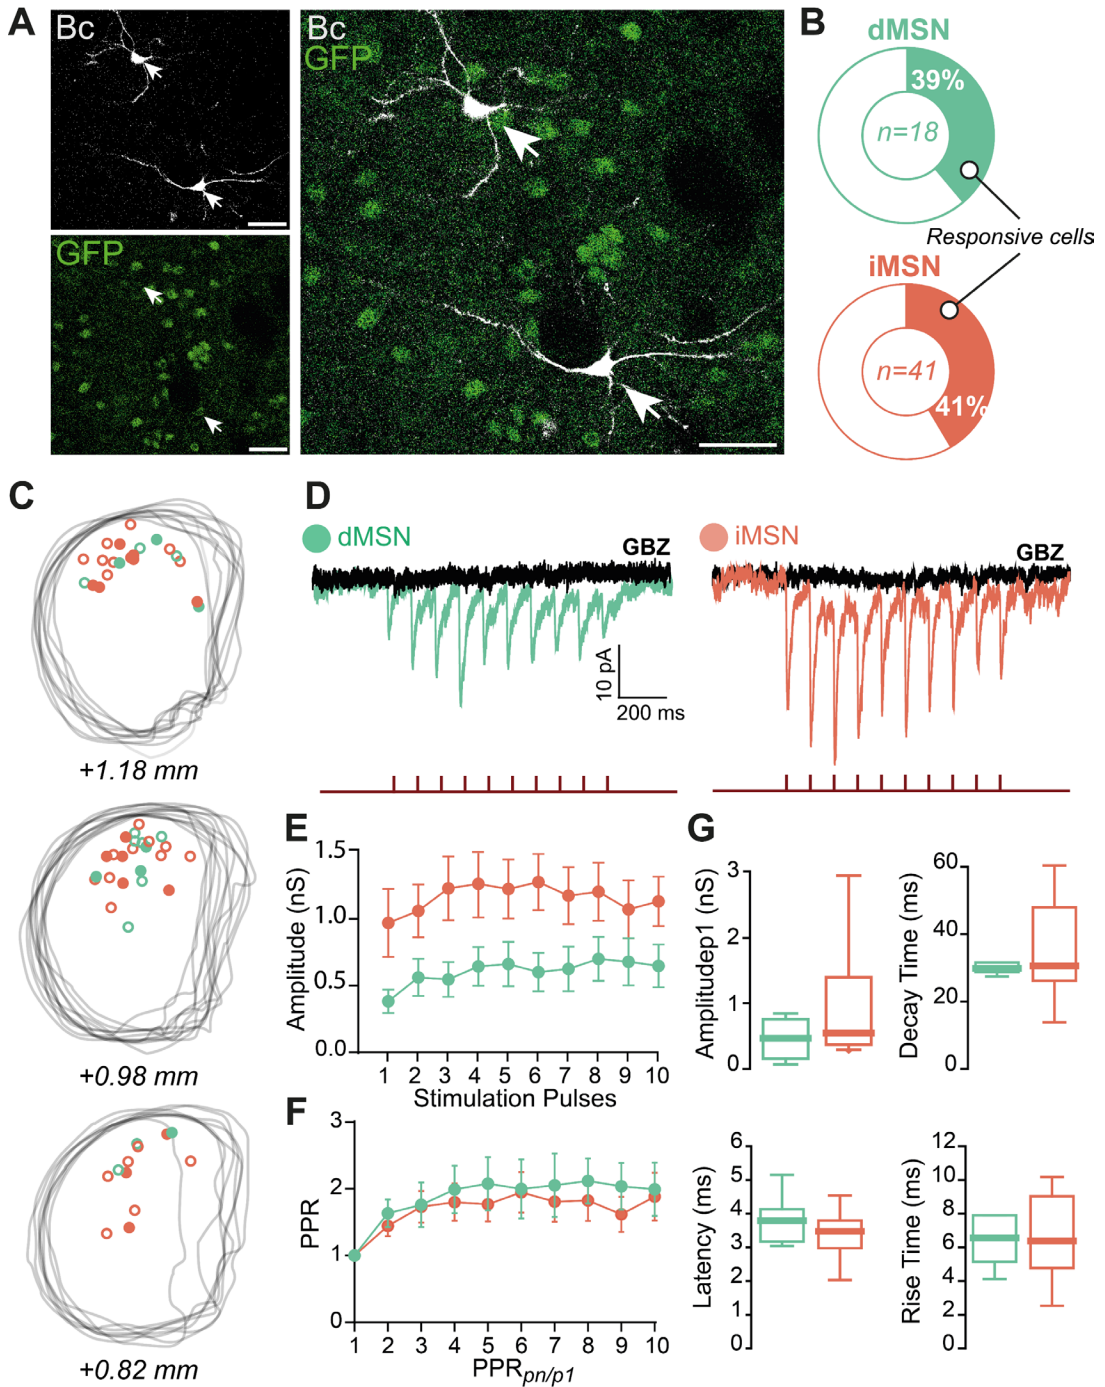 A
Bc
GFP
Bc
GFP
B
dMSN
39%
n=18
Responsive cells
iMSN
n=41
41%
C
+1.18 mm
+0.98 mm
+0.82 mm
D
dMSN
GBZ
10 pA
200 ms
iMSN
GBZ
E
Amplitude (nS)
1.5
1.0
0.5
0.0
1 2 3 4 5 6 7 8 9 10
Stimulation Pulses
F
PPR
3
2
1
0
1 2 3 4 5 6 7 8 9 10
PPRpn/p1
G
Amplitudep1 (nS)
3
2
1
0
Decay Time (ms)
60
40
20
0
Latency (ms)
6
5
4
3
2
1
0
Rise Time (ms)
12
10
8
6
4
2
0